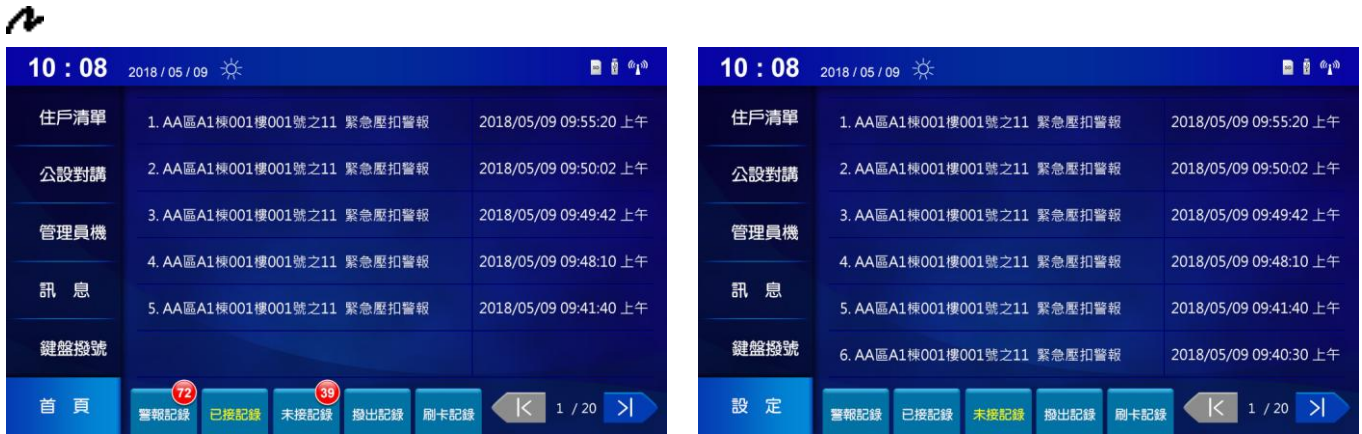 10：08 2018 / 05 / 09
住戶清單
公設對講
管理員機
訊 息
鍵盤撥號
首 頁
1. AA區A1棟001樓001號之11 緊急壓扣警報 2018/05/09 09:55:20 上午
2. AA區A1棟001樓001號之11 緊急壓扣警報 2018/05/09 09:50:02 上午
3. AA區A1棟001樓001號之11 緊急壓扣警報 2018/05/09 09:49:42 上午
4. AA區A1棟001樓001號之11 緊急壓扣警報 2018/05/09 09:48:10 上午
5. AA區A1棟001樓001號之11 緊急壓扣警報 2018/05/09 09:41:40 上午
72 39
警報記錄 已接記錄 未接記錄 撥出記錄 刷卡記錄 1 / 20
10：08 2018 / 05 / 09
住戶清單
公設對講
管理員機
訊 息
鍵盤撥號
設 定
1. AA區A1棟001樓001號之11 緊急壓扣警報 2018/05/09 09:55:20 上午
2. AA區A1棟001樓001號之11 緊急壓扣警報 2018/05/09 09:50:02 上午
3. AA區A1棟001樓001號之11 緊急壓扣警報 2018/05/09 09:49:42 上午
4. AA區A1棟001樓001號之11 緊急壓扣警報 2018/05/09 09:48:10 上午
5. AA區A1棟001樓001號之11 緊急壓扣警報 2018/05/09 09:41:40 上午
6. AA區A1棟001樓001號之11 緊急壓扣警報 2018/05/09 09:40:30 上午
警報記錄 已接記錄 未接記錄 撥出記錄 刷卡記錄 1 / 20